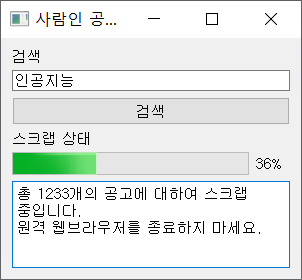 사람인 공...
검색
인공지능
검색
스크랩 상태
36%
총 1233개의 공고에 대하여 스크랩
중입니다.
원격 웹브라우저를 종료하지 마세요.